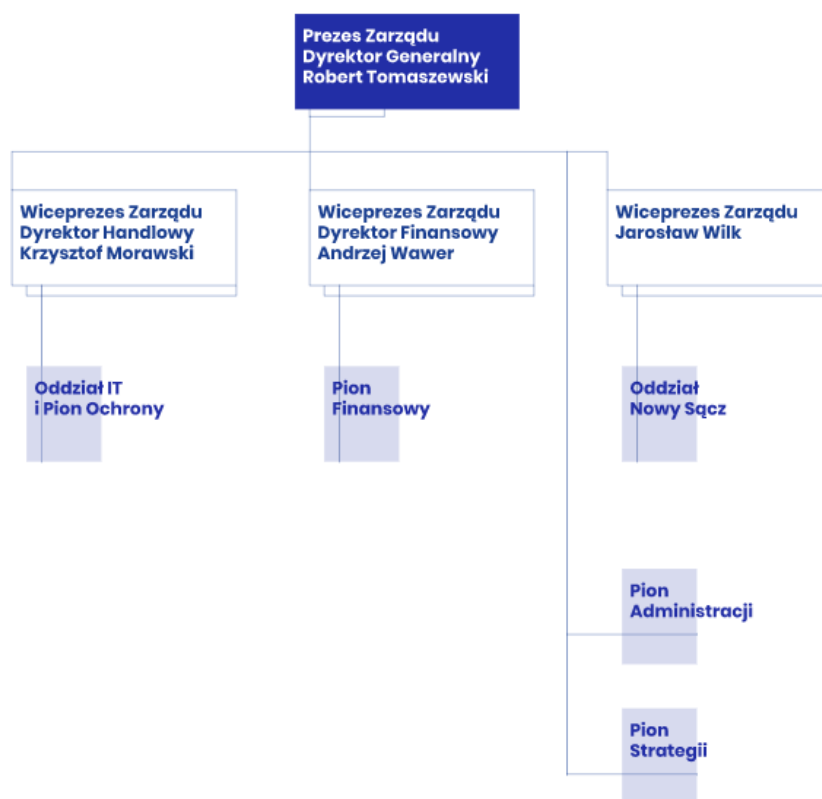 Prezes Zarządu
Dyrektor Generalny
Robert Tomaszewski
Wiceprezes Zarządu
Dyrektor Handlowy
Krzysztof Morawski
Wiceprezes Zarządu
Dyrektor Finansowy
Andrzej Wawer
Wiceprezes Zarządu
Jarosław Wilk
Oddział IT
i Pion Ochrony
Pion
Finansowy
Oddział
Nowy Sącz
Pion
Administracji
Pion
Strategii